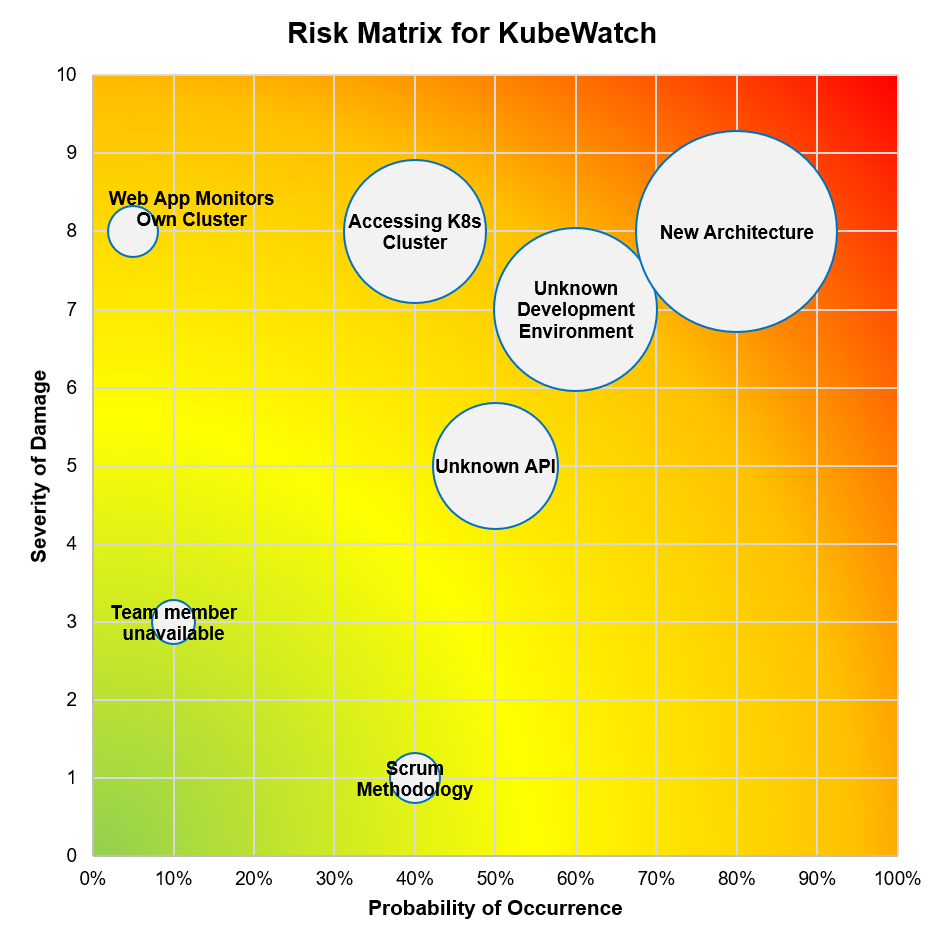 Risk Matrix for KubeWatch
10
9
8
7
6
5
4
3
2
1
0
Severity of Damage
Web App Monitors
Own Cluster
Accessing K8s
Cluster
New Architecture
Unknown
Development
Environment
Unknown API
Team member
unavailable
Scrum
Methodology
0% 10% 20% 30% 40% 50% 60% 70% 80% 90% 100%
Probability of Occurrence